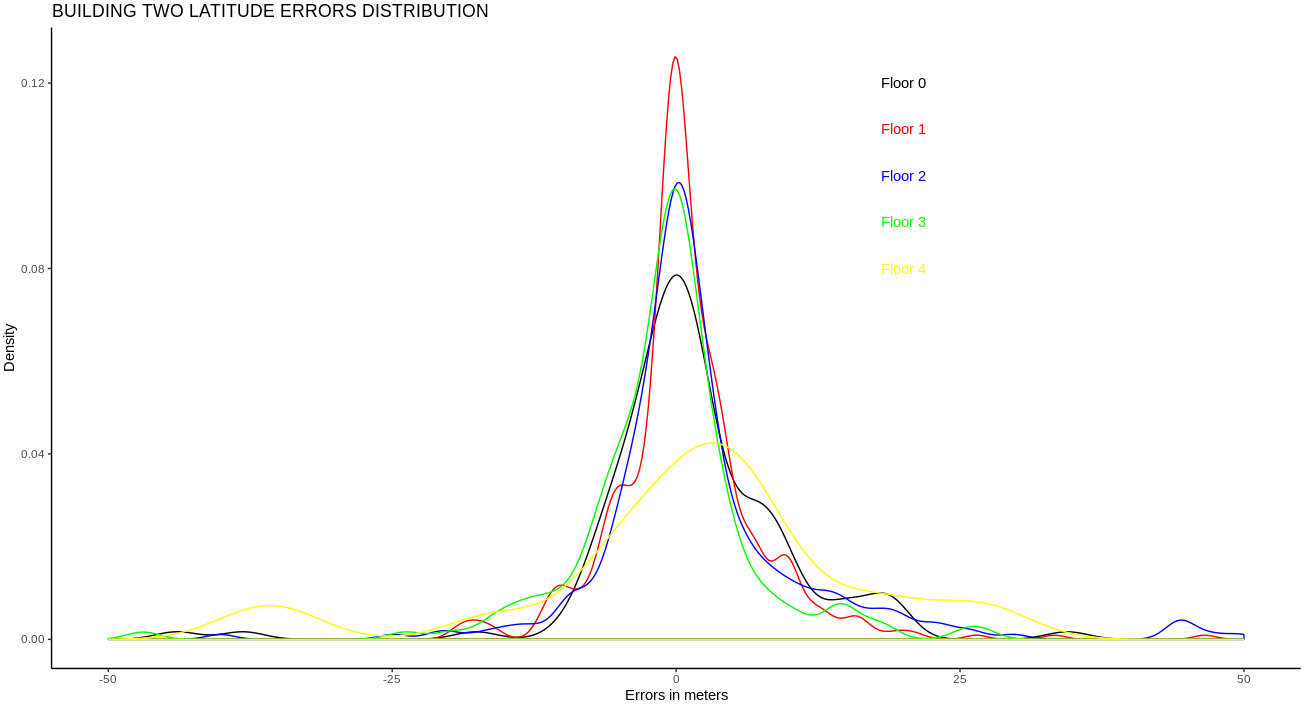 BUILDING TWO LATITUDE ERRORS DISTRIBUTION
0.12
0.08
0.04
0.00
Density
Floor 0
Floor 1
Floor 2
Floor 3
Floor 4
-50
-25
0
25
50
Errors in meters